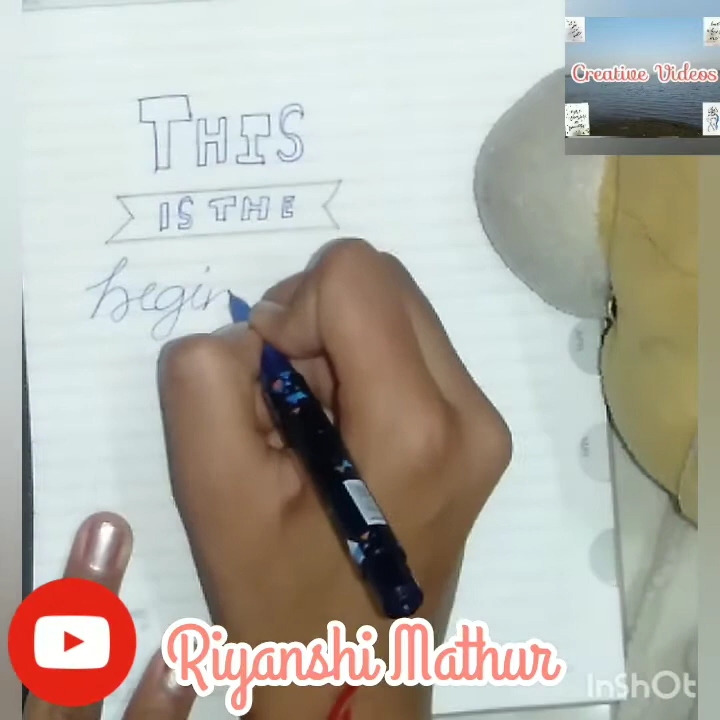 Creative Videos
THIS
IS THE
begin
Riyanshi Mathur
InShOt